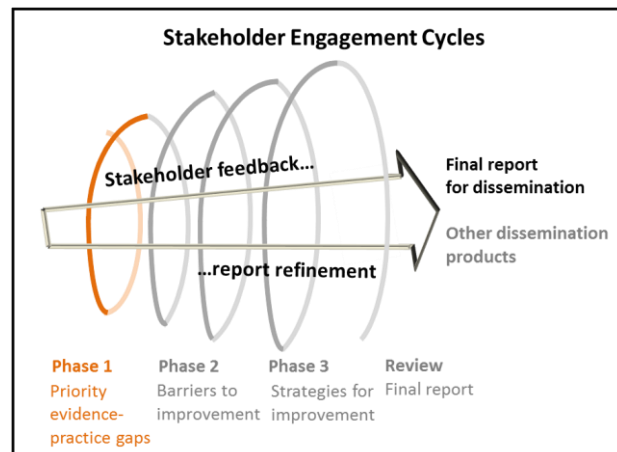 Stakeholder Engagement Cycles
Stakeholder feedback...
Final report
for dissemination
Other dissemination
products
...report refinement
Phase 1
Priority
evidence-
practice gaps
Phase 2
Barriers to
improvement
Phase 3
Strategies for
improvement
Review
Final report